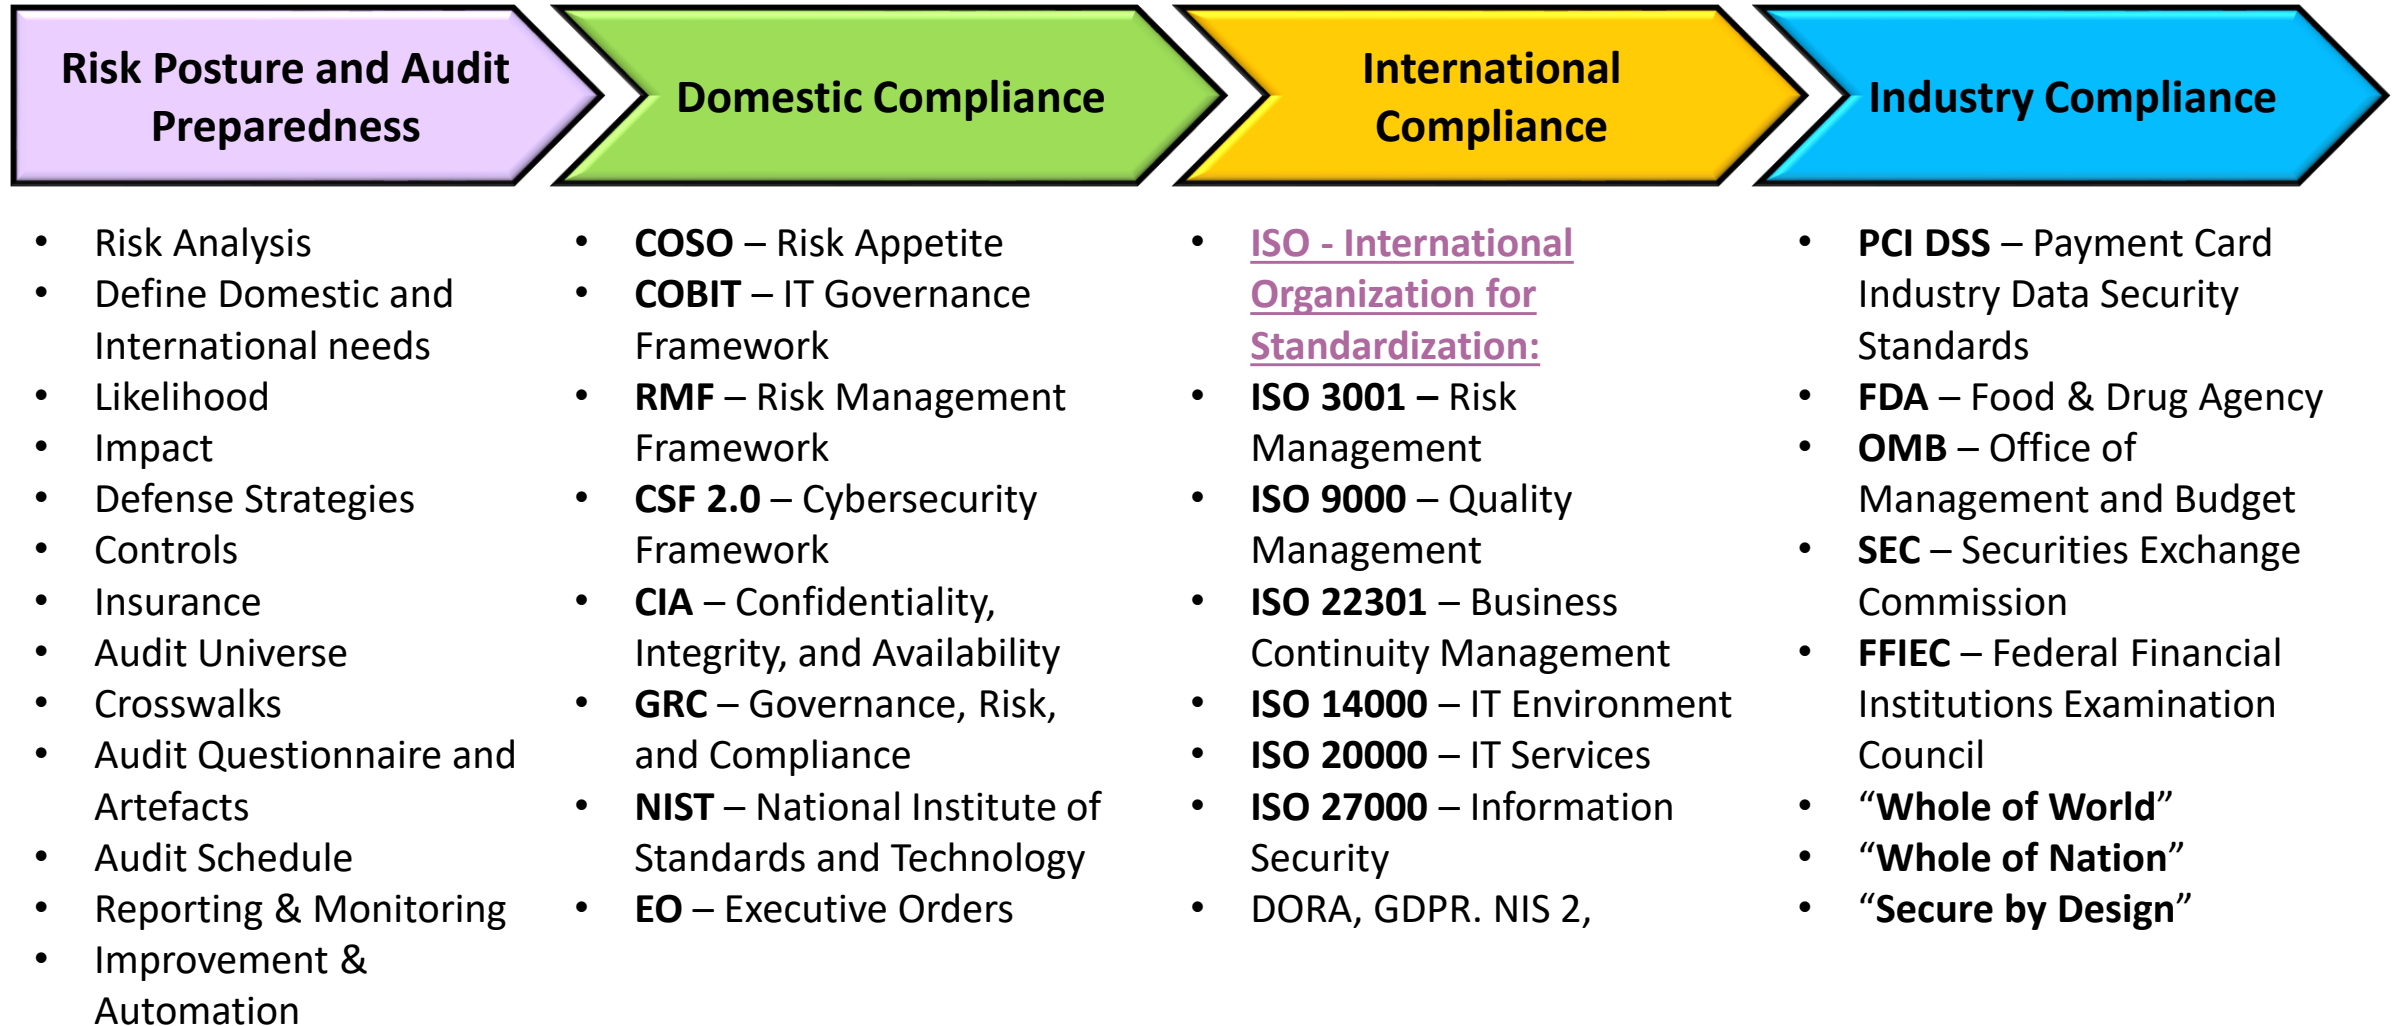 Risk Posture and Audit
Preparedness
Domestic Compliance
International
Compliance
Industry Compliance
• Risk Analysis
• Define Domestic and
International needs
• Likelihood
• Impact
• Defense Strategies
• Controls
• Insurance
• Audit Universe
• Crosswalks
• Audit Questionnaire and
Artefacts
• Audit Schedule
• Reporting & Monitoring
• Improvement &
Automation
• COSO – Risk Appetite
• COBIT – IT Governance
Framework
• RMF – Risk Management
Framework
• CSF 2.0 – Cybersecurity
Framework
• CIA – Confidentiality,
Integrity, and Availability
• GRC – Governance, Risk,
and Compliance
• NIST – National Institute of
Standards and Technology
• EO – Executive Orders
• ISO - International
Organization for
Standardization:
• ISO 3001 – Risk
Management
• ISO 9000 – Quality
Management
• ISO 22301 – Business
Continuity Management
• ISO 14000 – IT Environment
• ISO 20000 – IT Services
• ISO 27000 – Information
Security
• DORA, GDPR. NIS 2,
• PCI DSS – Payment Card
Industry Data Security
Standards
• FDA – Food & Drug Agency
• OMB – Office of
Management and Budget
• SEC – Securities Exchange
Commission
• FFIEC – Federal Financial
Institutions Examination
Council
• “Whole of World”
• “Whole of Nation”
• “Secure by Design”